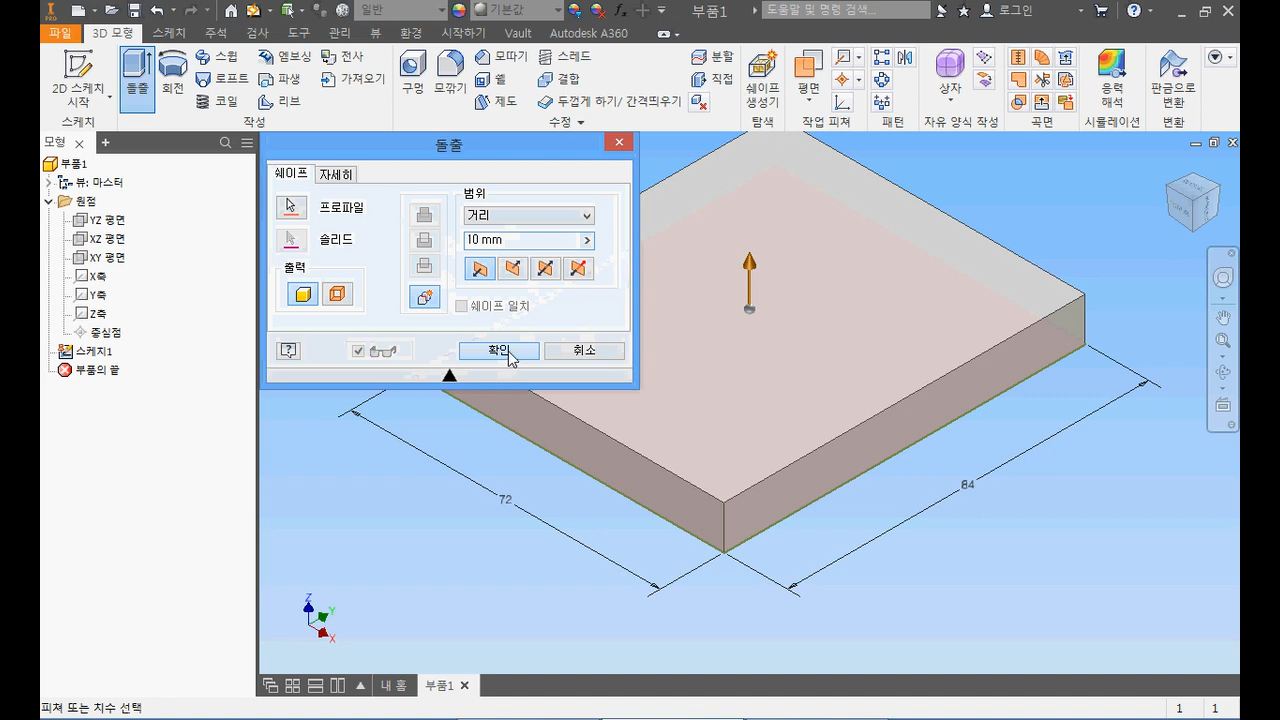 일반 기본값 부품1 도움말 및 명령 검색... 로그인
파일 3D 모형 스케치 주석 검사 도구 관리 뷰 환경 시작하기 Vault Autodesk A360
2D 스케치 시작
돌출
회전
스윕 엠보싱 전사
로프트 파생 가져오기
코일 리브
구멍
모깎기
모따기 스레드 분할
쉘 결합 직접
제도 두껍게 하기/ 간격띄우기
쉐이프 생성기
평면
상자
응력 해석
판금으로 변환
스케치 작성 수정 탐색 작업 피쳐 패턴 자유 양식 작성 곡면 시뮬레이션 변환
모형
부품1
뷰: 마스터
원점
YZ 평면
XZ 평면
XY 평면
X축
Y축
Z축
중심점
스케치1
부품의 끝
돌출
쉐이프 자세히
프로파일
솔리드
출력
범위
거리
10 mm
쉐이프 일치
확인 취소
72
84
Z
Y
X
내 홈 부품1
피쳐 또는 치수 선택 1 1